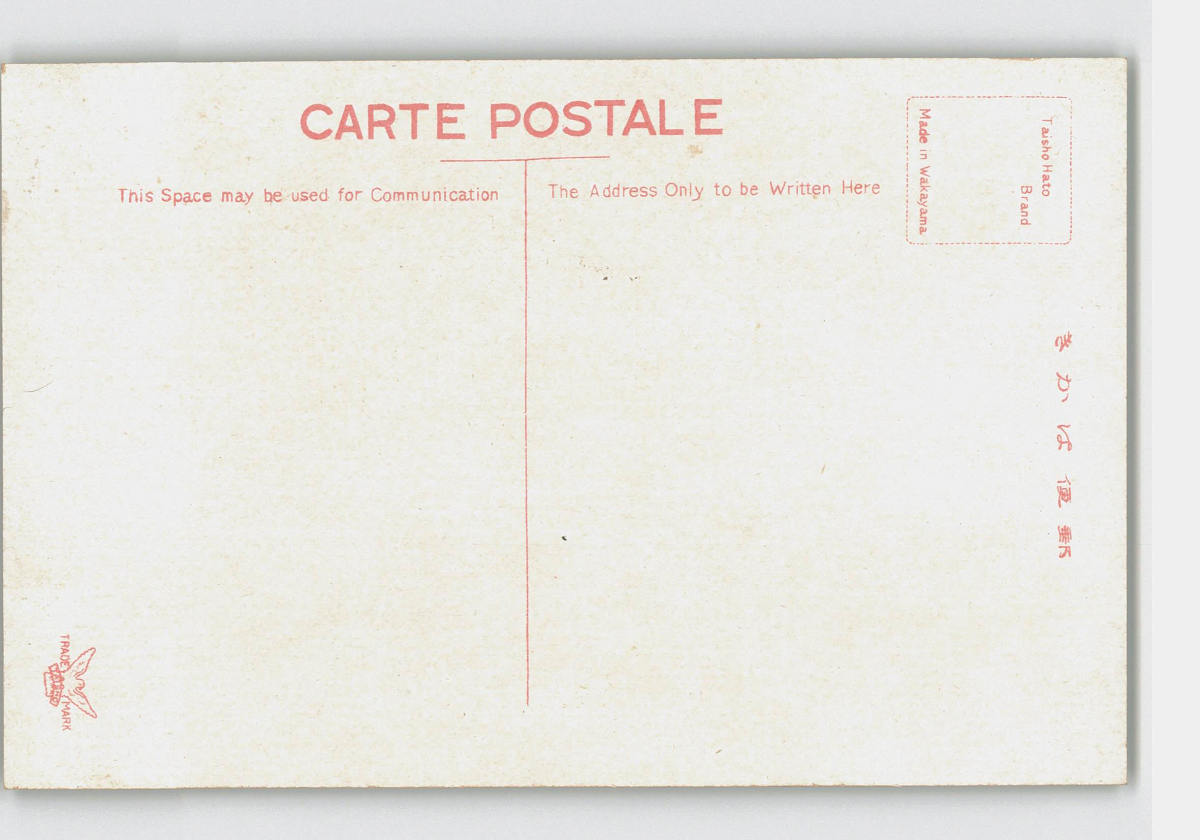 CARTE POSTALE
This Space may be used for Communication
The Address Only to be Written Here
Taisho Hato
Brand
Made in Wakayama
郵便はかき
TRADE MARK